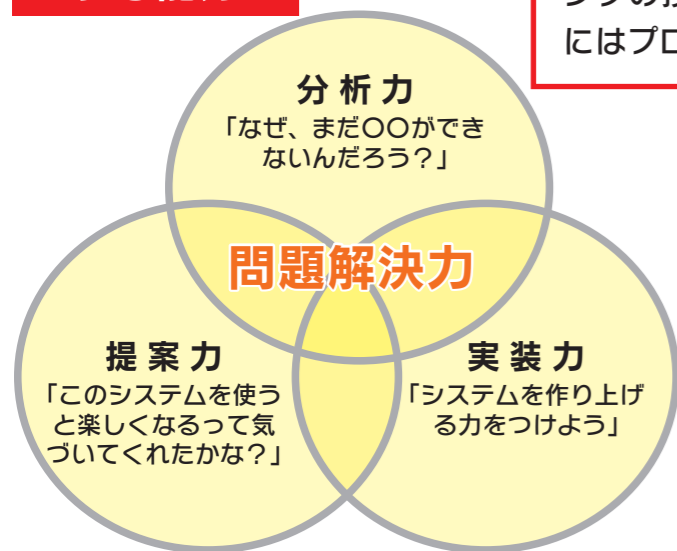 にはプロ
分析力
「なぜ、まだ〇〇ができ
ないんだろう？」
問題解決力
提案力
「このシステムを使う
と楽しくなるって気
づいてくれたかな？」
実装力
「システムを作り上げ
る力をつけよう」